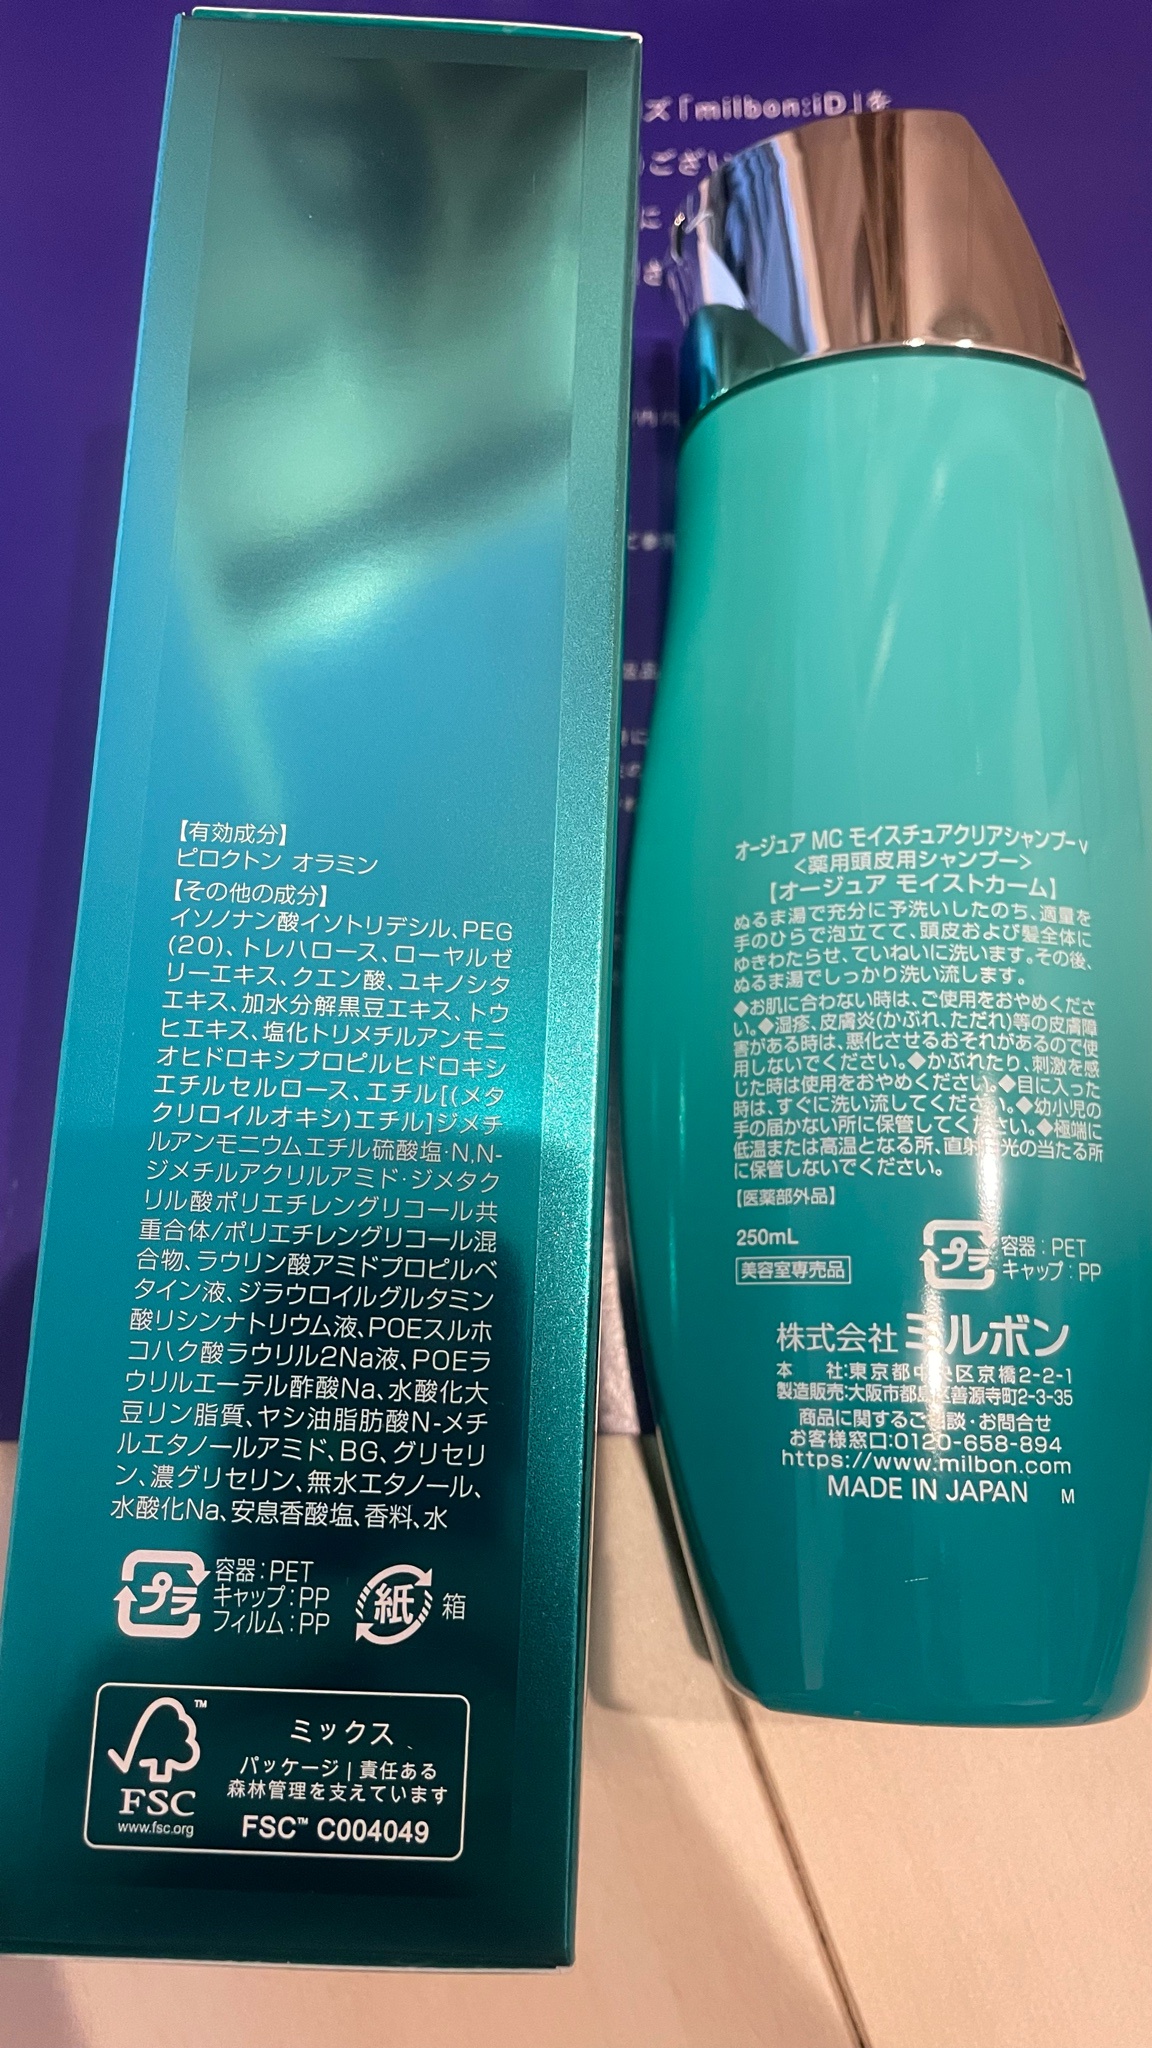 ズ「milbon:iD」を
ござい
に
【有効成分】
ピロクトン オラミン
【その他の成分】
イソノナン酸イソトリデシル、PEG
(20)、トレハロース、ローヤルゼ
リーエキス、クエン酸、ユキノシタ
エキス、加水分解黒豆エキス、トウ
ヒエキス、塩化トリメチルアンモニ
オヒドロキシプロピルヒドロキシ
エチルセルロース、エチル[(メタ
クリロイルオキシ)エチル]ジメチ
ルアンモニウムエチル硫酸塩·N,N-
ジメチルアクリルアミド·ジメタク
リル酸ポリエチレングリコール共
重合体/ポリエチレングリコール混
合物、ラウリン酸アミドプロピルベ
タイン液、ジラウロイルグルタミン
酸リシンナトリウム液、POEスルホ
コハク酸ラウリル2Na液、POEラ
ウリルエーテル酢酸Na、水酸化大
豆リン脂質、ヤシ油脂肪酸N-メチ
ルエタノールアミド、BG、グリセリ
ン、濃グリセリン、無水エタノール、
水酸化Na、安息香酸塩、香料、水
プラ
容器:PET
キャップ:PP
フィルム:PP
紙 箱
FSC
www.fsc.org
ミックス
パッケージ | 責任ある
森林管理を支えています
FSC™ C004049
オージュア MC モイスチュアクリアシャンプーV
<薬用頭皮用シャンプー>
[オージュア モイストカーム]
ぬるま湯で充分に予洗いしたのち、適量を
手のひらで泡立てて、頭皮および髪全体に
ゆきわたらせ、ていねいに洗います。その後、
ぬるま湯でしっかり洗い流します。
◆お肌に合わない時は、ご使用をおやめくださ
い。◆湿疹、皮膚炎(かぶれ、ただれ)等の皮膚障
害がある時は、悪化させるおそれがあるので使
用しないでください。◆かぶれたり、刺激を感
じた時は使用をおやめください。◆目に入った
時は、すぐに洗い流してください。◆幼小児の
手の届かない所に保管してください。◆極端に
低温または高温となる所、直射日光の当たる所
に保管しないでください。
【医薬部外品】
250mL
美容室専売品
プラ
容器:PET
キャップ:PP
株式会社 ミルボン
本 社:東京都中央区京橋2-2-1
製造販売:大阪市都島区善源寺町2-3-35
商品に関するご相談·お問合せ
お客様窓口:0120-658-894
https://www.milbon.com
MADE IN JAPAN M